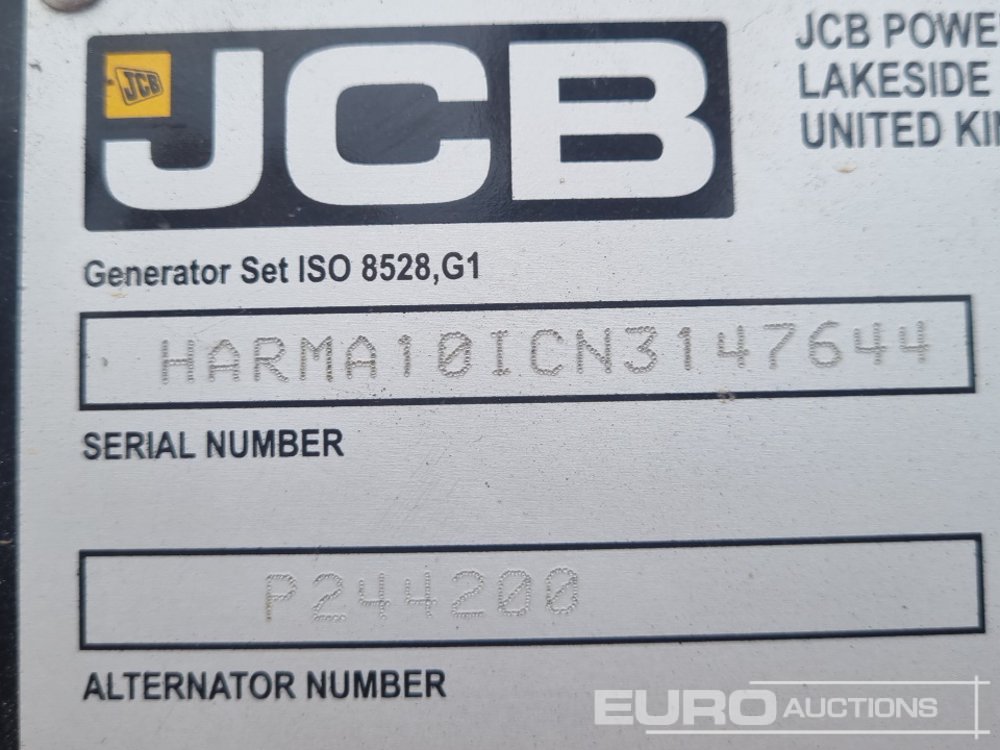 JCB
JCB
JCB POWE
LAKESIDE
UNITED KI
Generator Set ISO 8528,G1
HARMA10ICN3147644
SERIAL NUMBER
P244200
ALTERNATOR NUMBER
EURO AUCTIONS